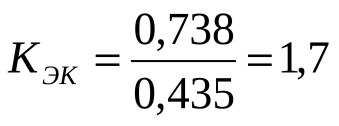 K_ЭК = 0,738 / 0,435 = 1,7